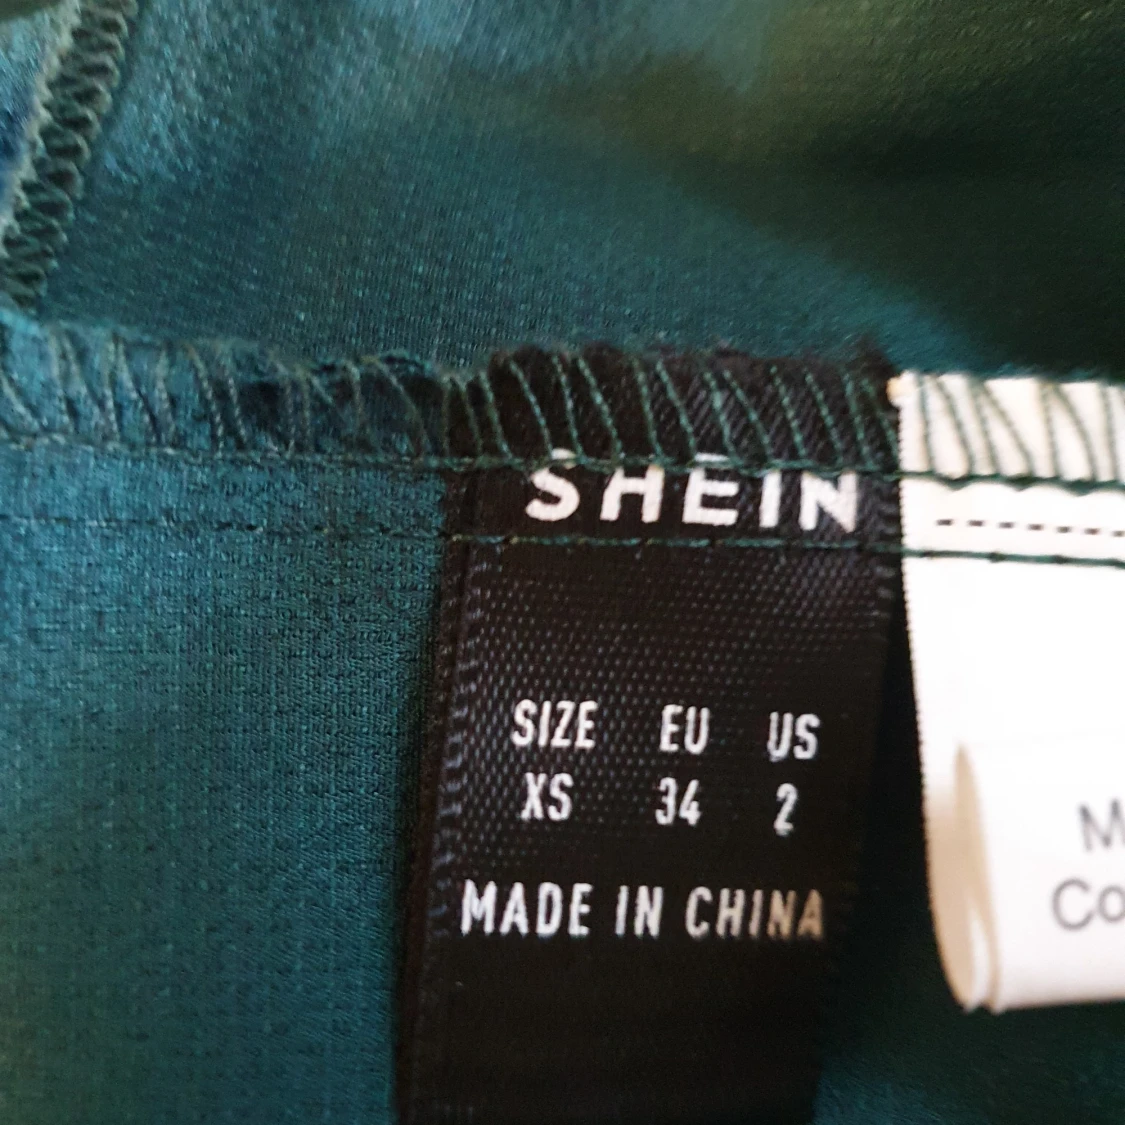 SHEIN
SIZE EU US
XS 34 2
MADE IN CHINA